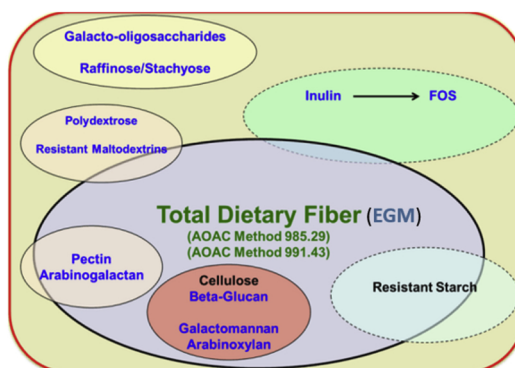 Galacto-oligosaccharides
Raffinose/Stachyose
Inulin FOS
Polydextrose
Resistant Maltodextrins
Total Dietary Fiber (EGM)
(AOAC Method 985.29)
(AOAC Method 991.43)
Pectin
Arabinogalactan
Cellulose
Beta-Glucan
Galactomannan
Arabinoxylan
Resistant Starch